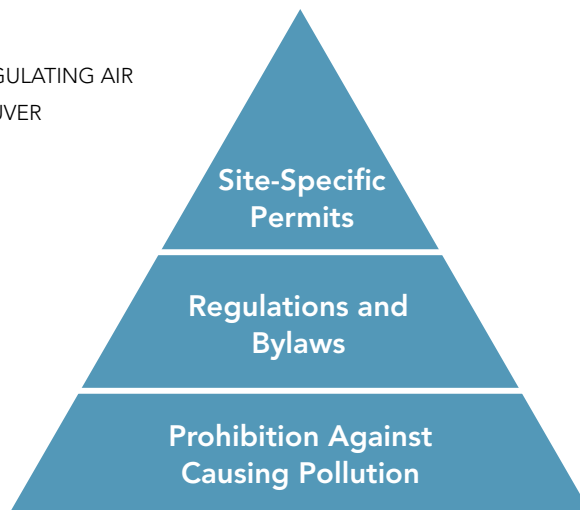 GULATING AIR
UVER
Site-Specific
Permits
Regulations and
Bylaws
Prohibition Against
Causing Pollution